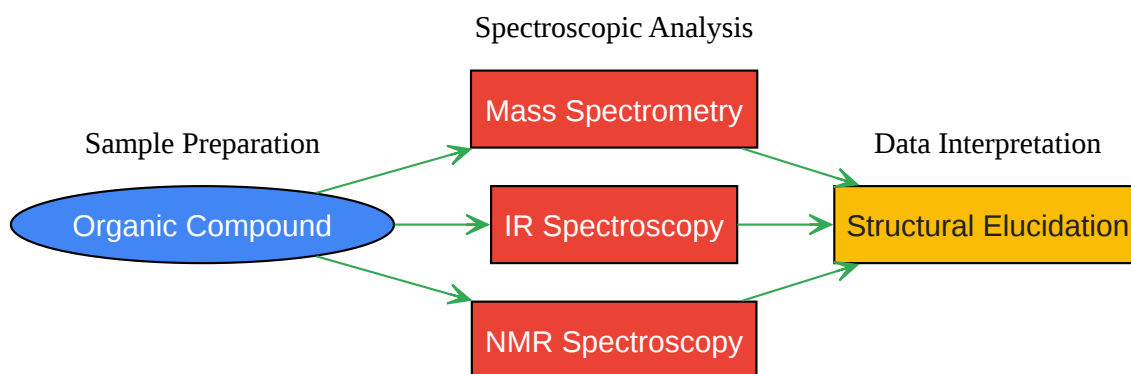 Spectroscopic Analysis
Mass Spectrometry
Sample Preparation
Data Interpretation
Organic Compound
IR Spectroscopy
Structural Elucidation
NMR Spectroscopy